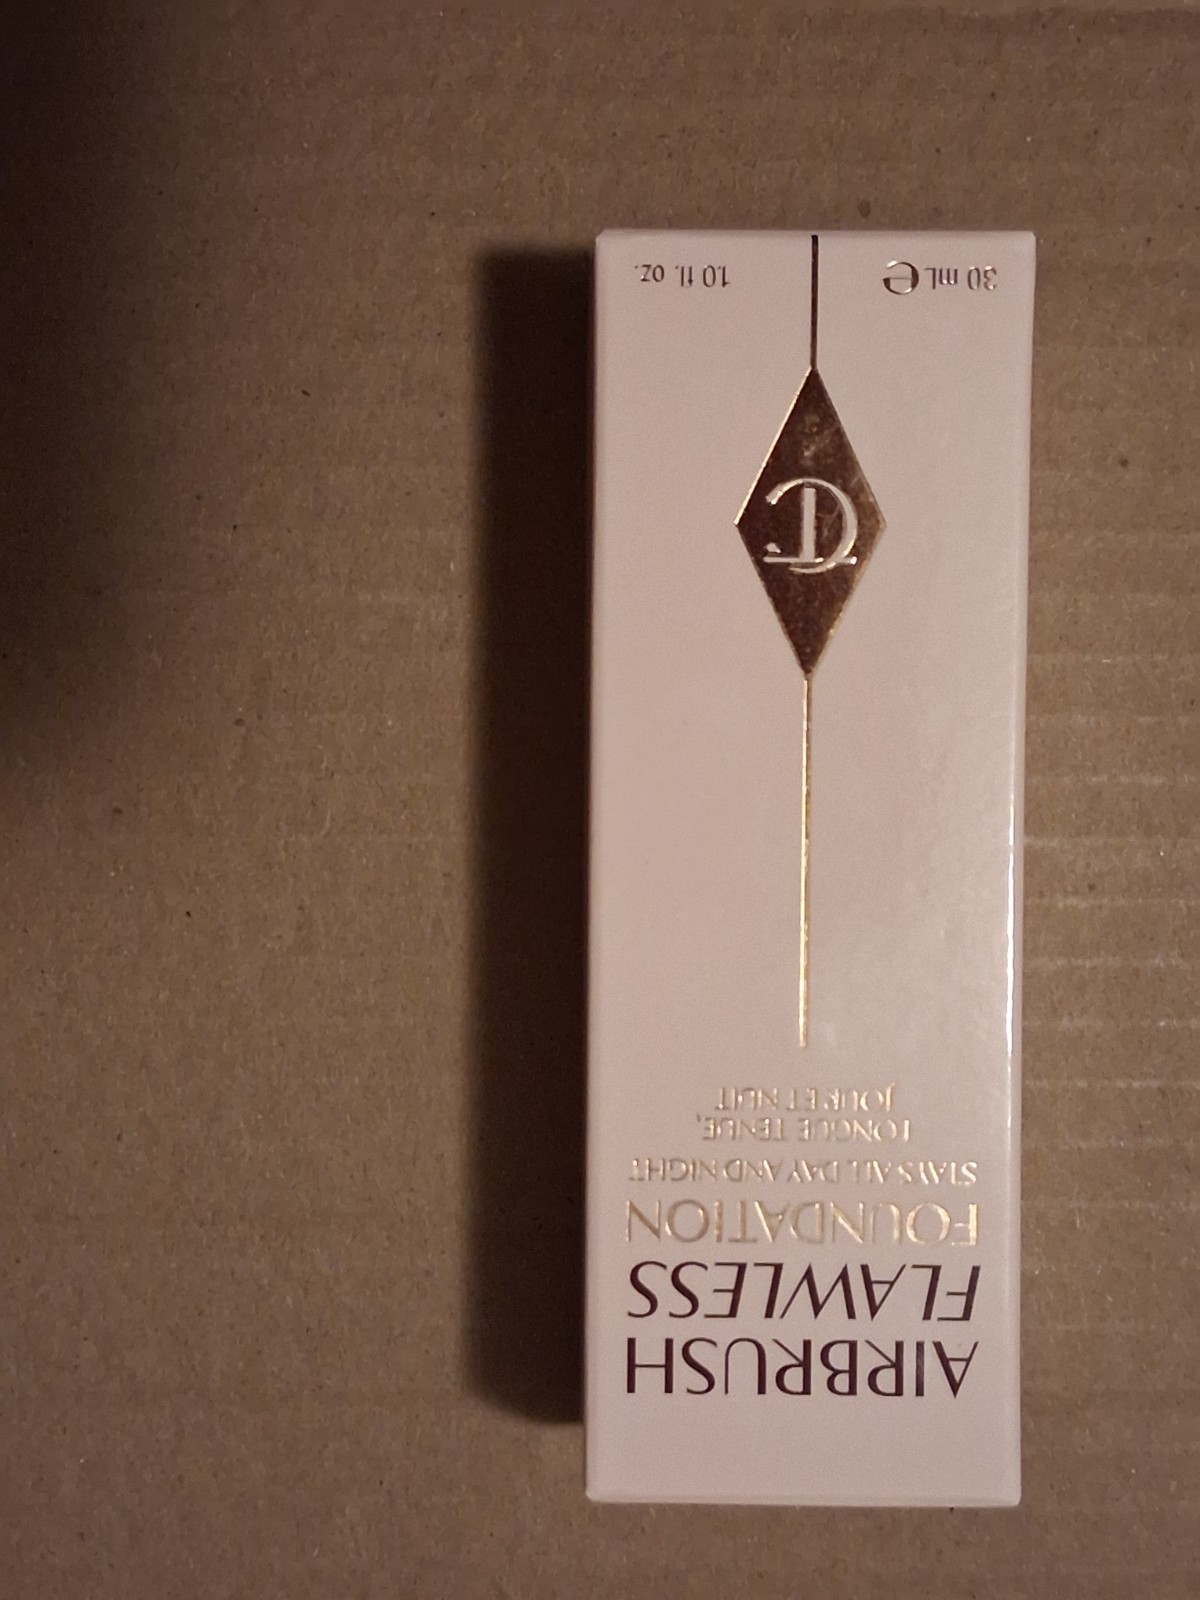 AIRBRUSH
FLAWLESS
FOUNDATION
STAYS ALL DAY AND NIGHT
LONGUE TENUE,
JOUR ET NUIT
CT
30 mL e 1.0 fl. oz.